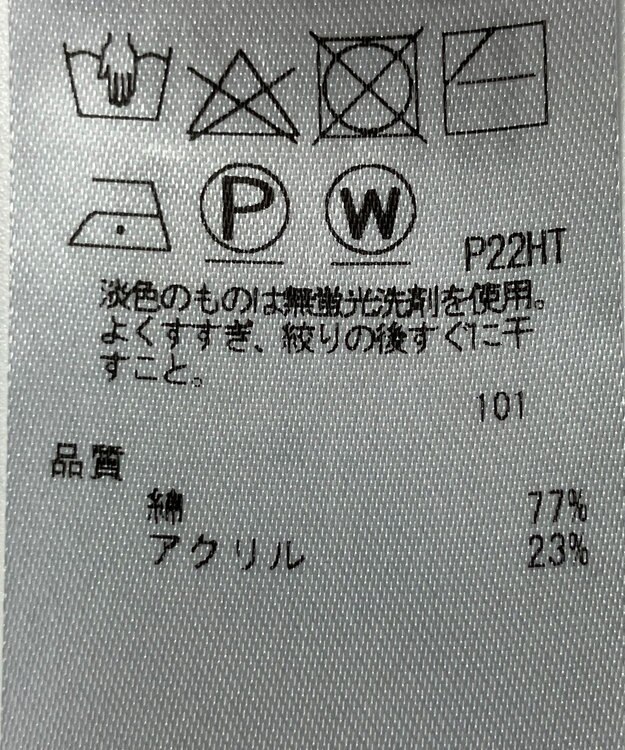 P W
P22HT
淡色のものは無蛍光洗剤を使用。
よくすすぎ、絞りの後すぐに干
すこと。
101
品質
綿 77%
アクリル 23%